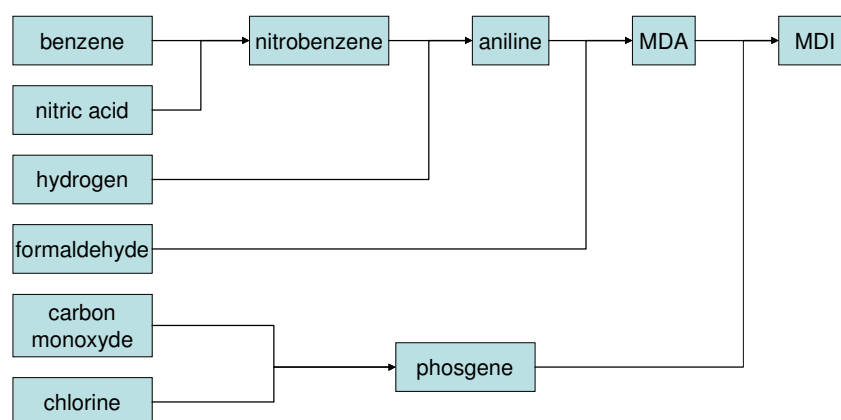 benzene
nitrobenzene
aniline
MDA
MDI
nitric acid
hydrogen
formaldehyde
carbon
monoxyde
phosgene
chlorine